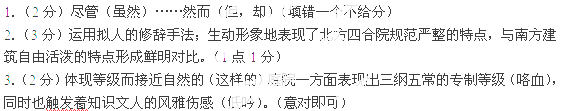 1.（2 分）尽管（虽然）……然而（但，却）（填错一个不给分）
2.（3 分）运用拟人的修辞手法；生动形象地表现了北方四合院规范严整的特点，与南方建
筑自由活泼的特点形成鲜明对比。（1 点 1 分）
3.（2 分）体现等级而接近自然的（这样的）庭院一方面表现出三纲五常的专制等级（咯血），
同时也触发着知识文人的风雅伤感（低吟）。（意对即可）